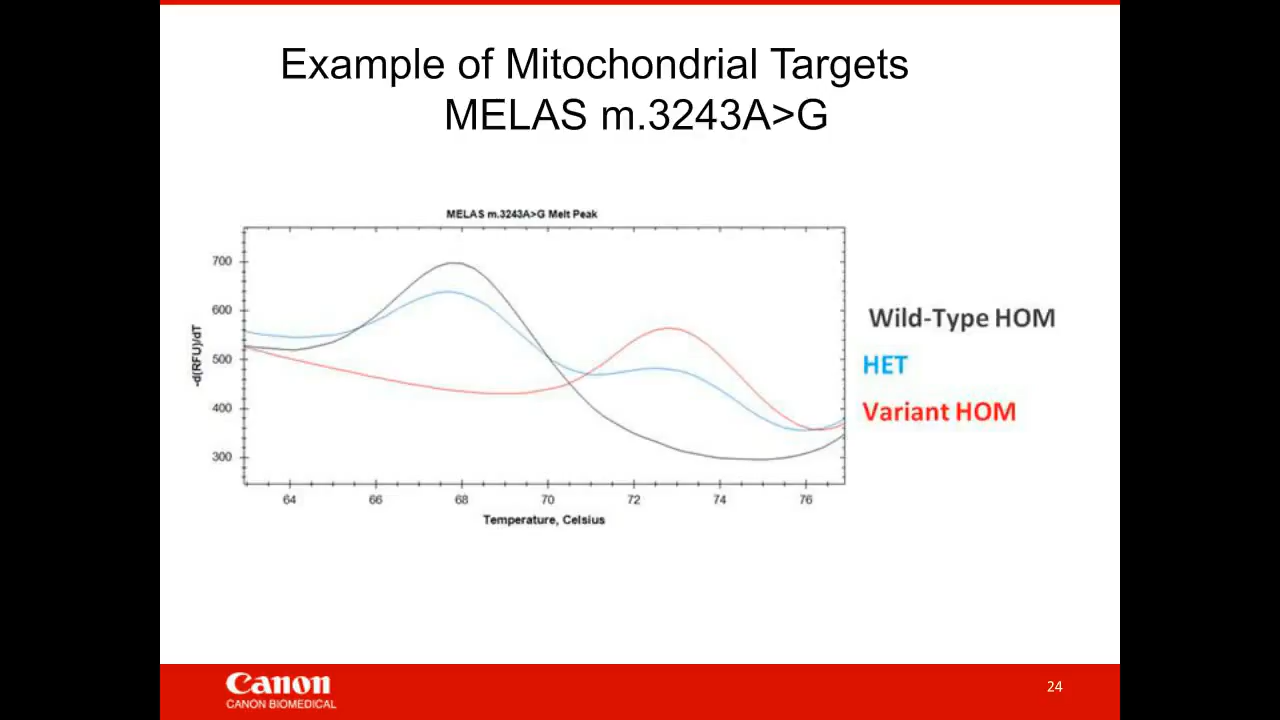 Example of Mitochondrial Targets
MELAS m.3243A>G
MELAS m.3243A>G Melt Peak
700
600
500
400
300
-d(RFU)/dT
64 66 68 70 72 74 76
Temperature, Celsius
Wild-Type HOM
HET
Variant HOM
Canon
CANON BIOMEDICAL
24